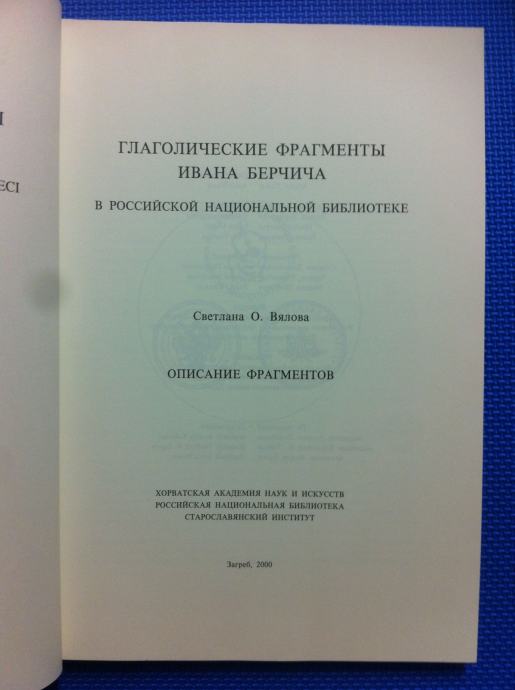 ГЛАГОЛИЧЕСКИЕ ФРАГМЕНТЫ
ИВАНА БЕРЧИЧА
В РОССИЙСКОЙ НАЦИОНАЛЬНОЙ БИБЛИОТЕКЕ
Светлана О. Вялова
ОПИСАНИЕ ФРАГМЕНТОВ
ХОРВАТСКАЯ АКАДЕМИЯ НАУК И ИСКУССТВ
РОССИЙСКАЯ НАЦИОНАЛЬНАЯ БИБЛИОТЕКА
СТАРОСЛАВЯНСКИЙ ИНСТИТУТ
Загреб, 2000